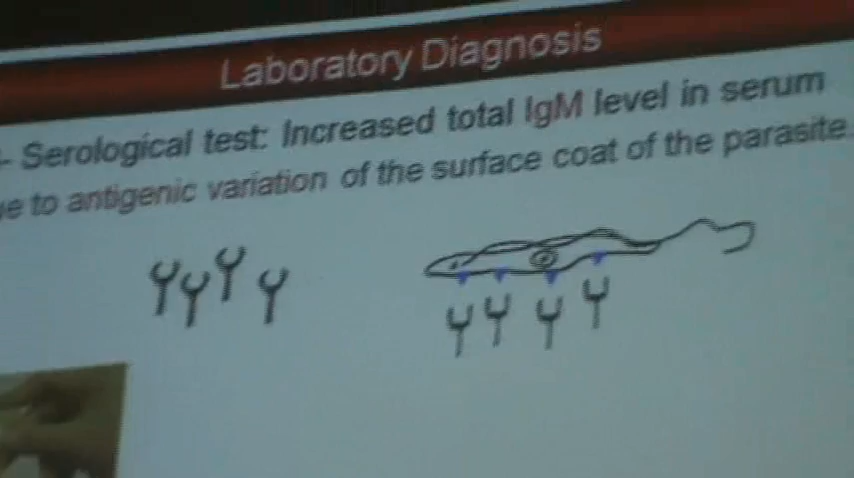 Laboratory Diagnosis
- Serological test: Increased total IgM level in serum
to antigenic variation of the surface coat of the parasite.